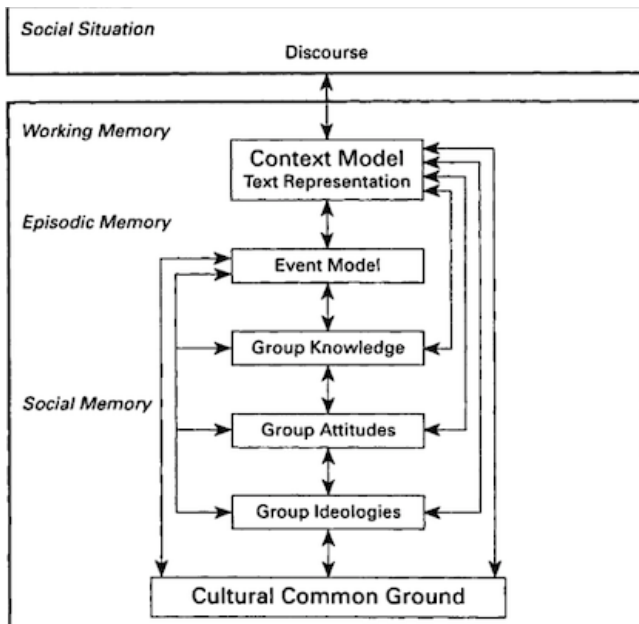 Social Situation
Discourse
Working Memory
Context Model
Text Representation
Episodic Memory
Event Model
Group Knowledge
Social Memory
Group Attitudes
Group Ideologies
Cultural Common Ground